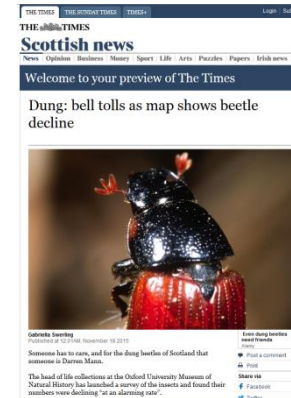 THE TIMES THE SUNDAY TIMES TIMES+ Login
THE TIMES
Scottish news
News Opinion Business Money Sport Life Arts Puzzles Papers Irish news
Welcome to your preview of The Times
Dung: bell tolls as map shows beetle
decline
Gabriella Swerling
Published at 12:01AM, November 18 2015
Even dung beetles
need friends
Alamy
Someone has to care, and for the dung beetles of Scotland that
someone is Darren Mann.
The head of life collections at the Oxford University Museum of
Natural History has launched a survey of the insects and found their
numbers were declining “at an alarming rate”.
Post a comment
Print
Share via
Facebook
Twitter